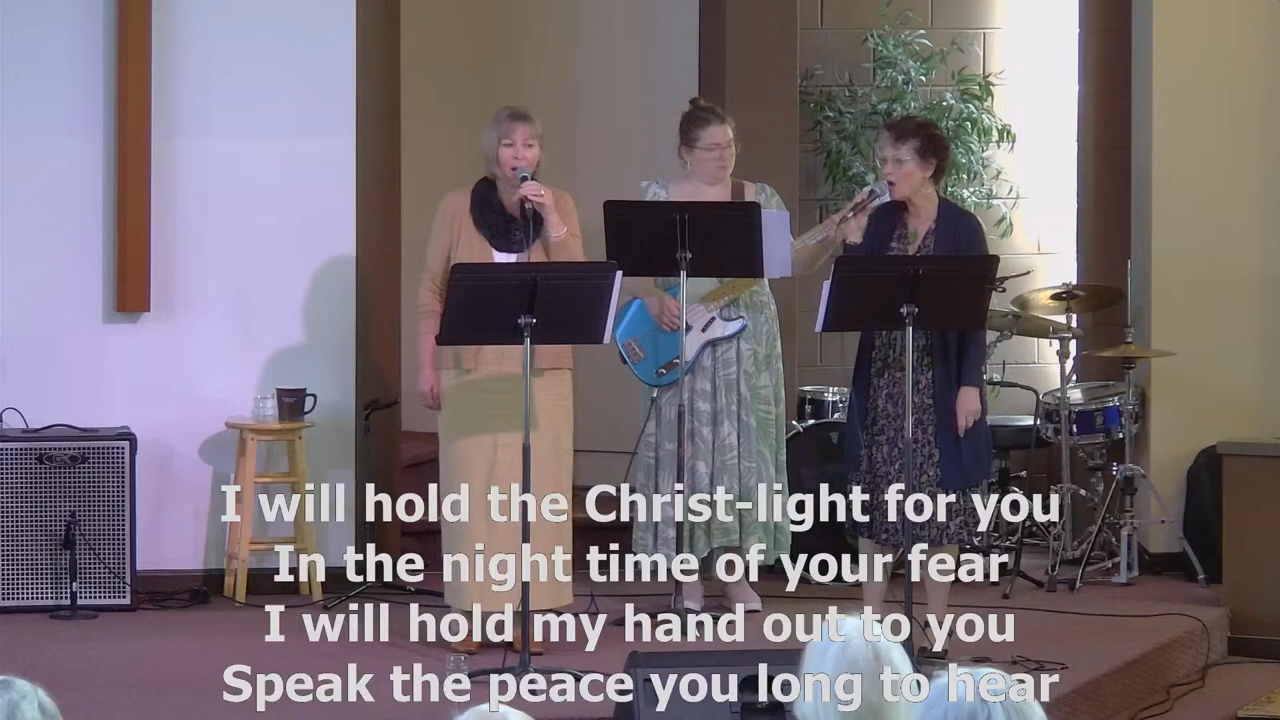 I will hold the Christ-light for you
In the night time of your fear
I will hold my hand out to you
Speak the peace you long to hear